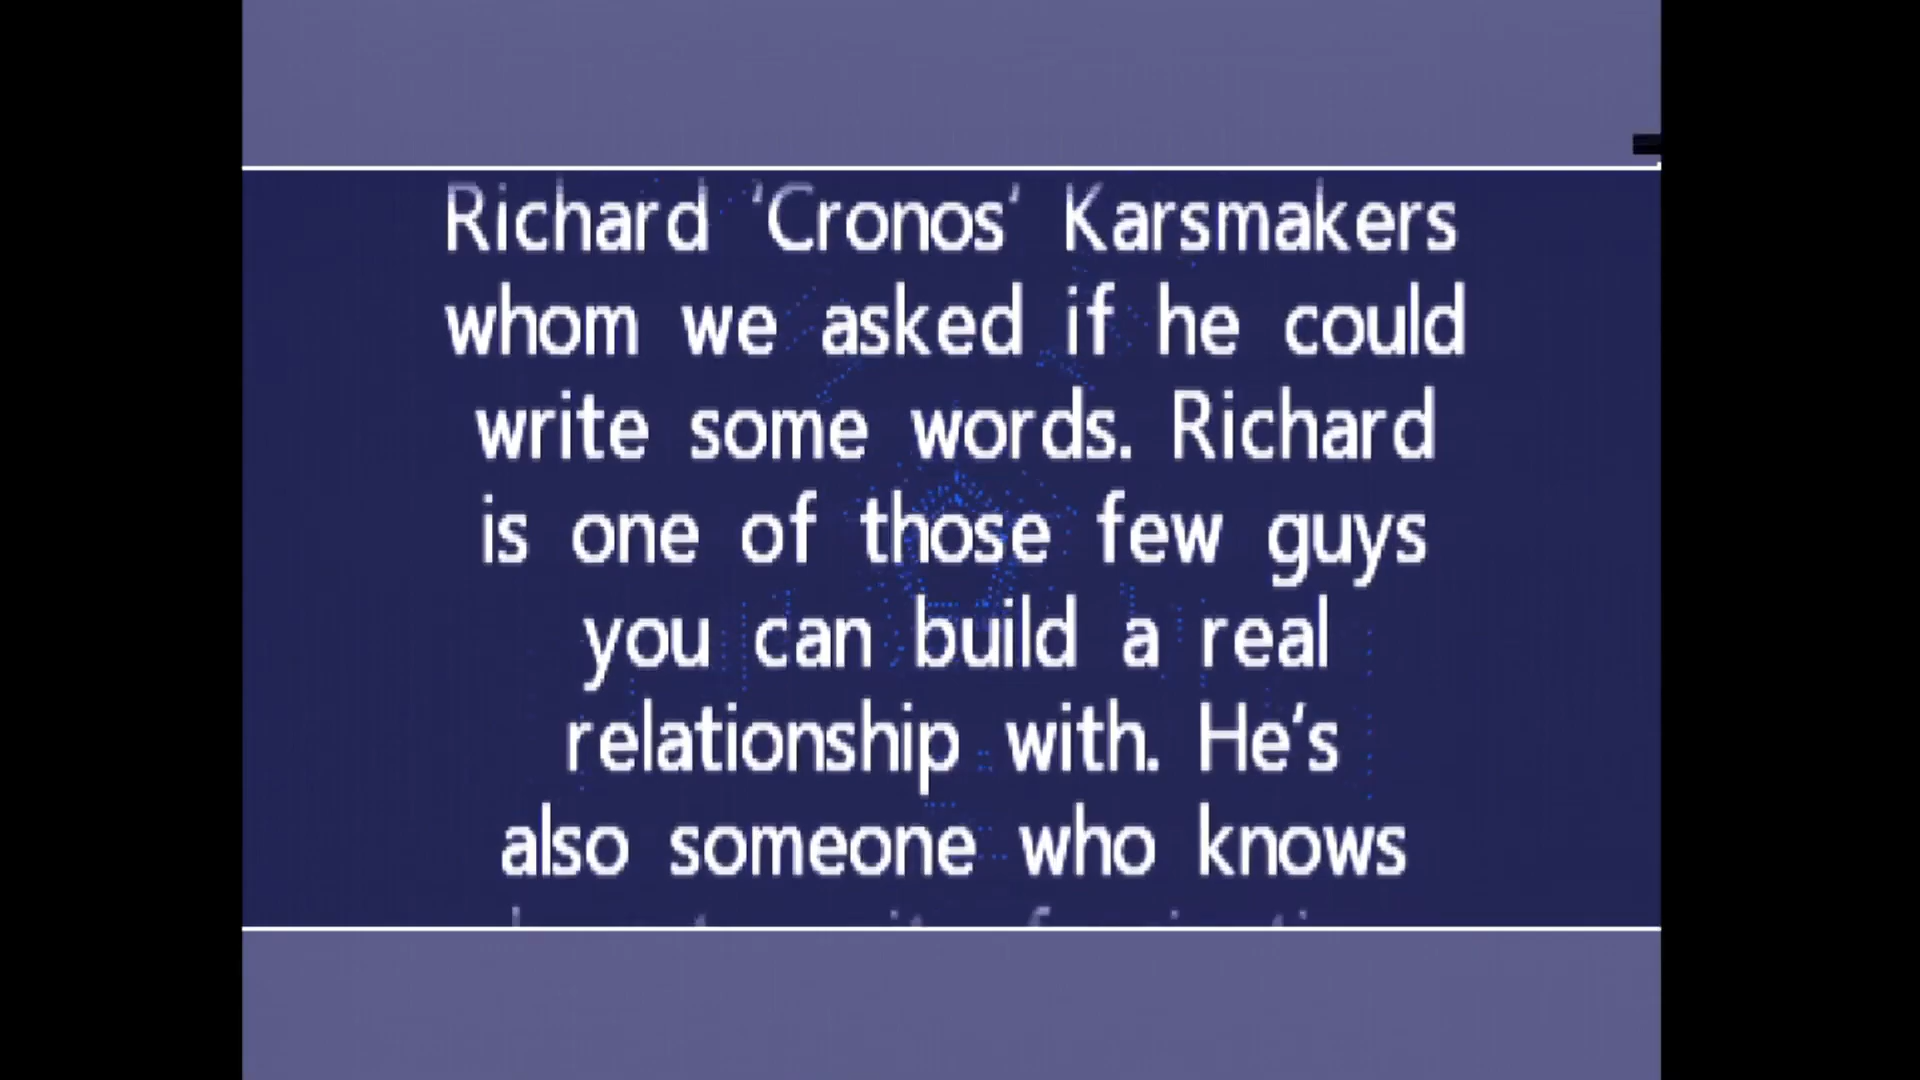 Richard 'Cronos' Karsmakers
whom we asked if he could
write some words. Richard
is one of those few guys
you can build a real
relationship with. He's
also someone who knows